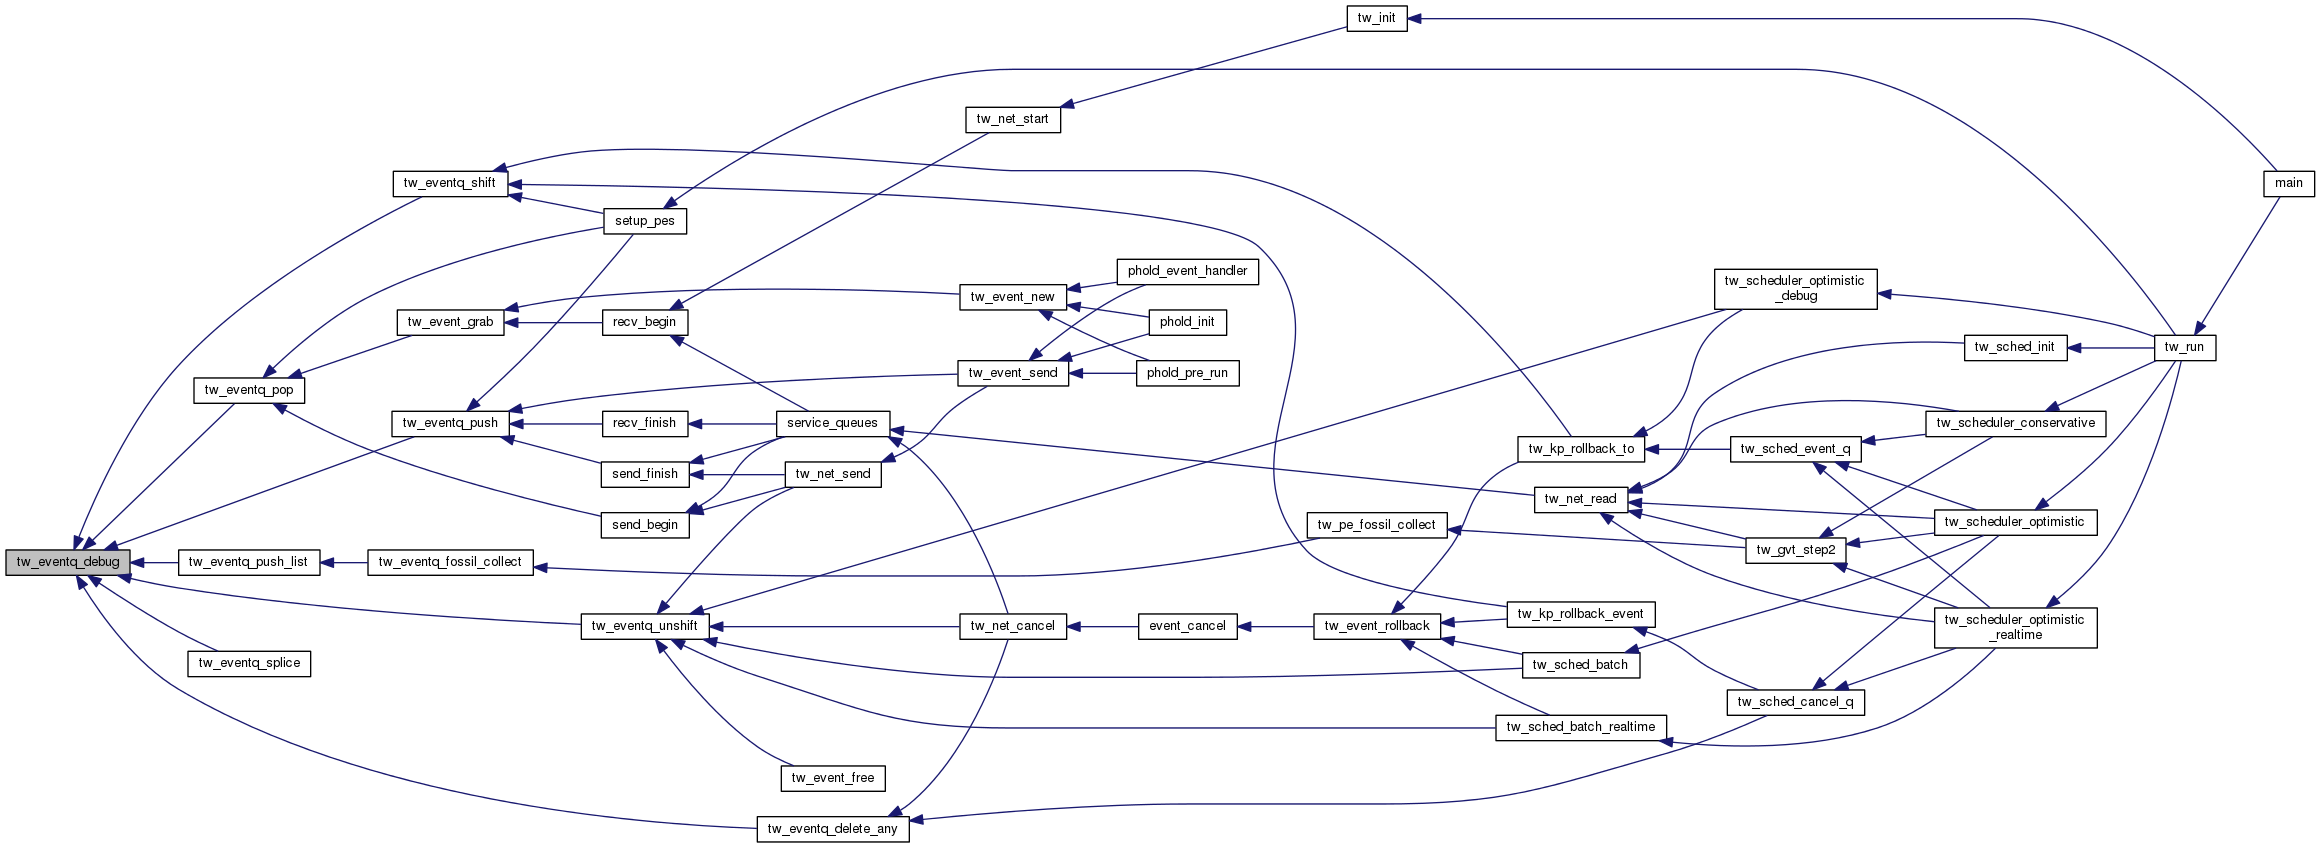 tw_init
tw_net_start
main
tw_eventq_shift
setup_pes
phold_event_handler
tw_scheduler_optimistic
_debug
tw_event_new
tw_event_grab
recv_begin
phold_init
tw_sched_init
tw_run
tw_event_send
phold_pre_run
tw_eventq_pop
tw_eventq_push
recv_finish
service_queues
tw_scheduler_conservative
tw_kp_rollback_to
tw_sched_event_q
send_finish
tw_net_send
tw_net_read
send_begin
tw_pe_fossil_collect
tw_scheduler_optimistic
tw_gvt_step2
tw_eventq_debug
tw_eventq_push_list
tw_eventq_fossil_collect
tw_eventq_unshift
tw_net_cancel
event_cancel
tw_event_rollback
tw_kp_rollback_event
tw_scheduler_optimistic
_realtime
tw_eventq_splice
tw_sched_batch
tw_sched_cancel_q
tw_sched_batch_realtime
tw_event_free
tw_eventq_delete_any